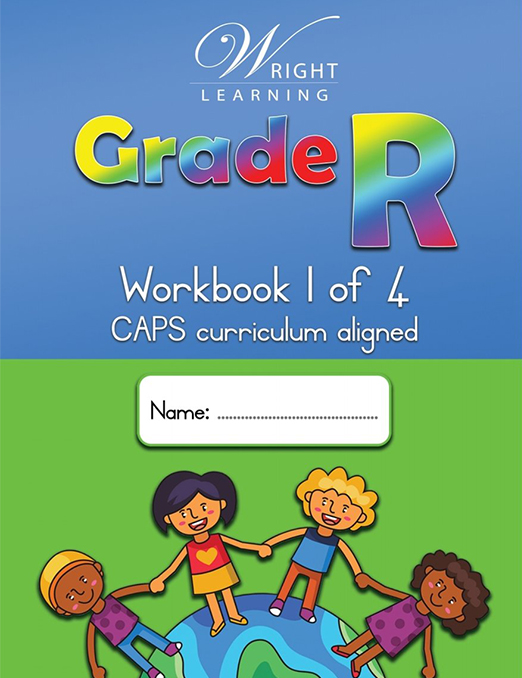 WRIGHT
LEARNING
Grade R
Workbook 1 of 4
CAPS curriculum aligned
Name: ........................................